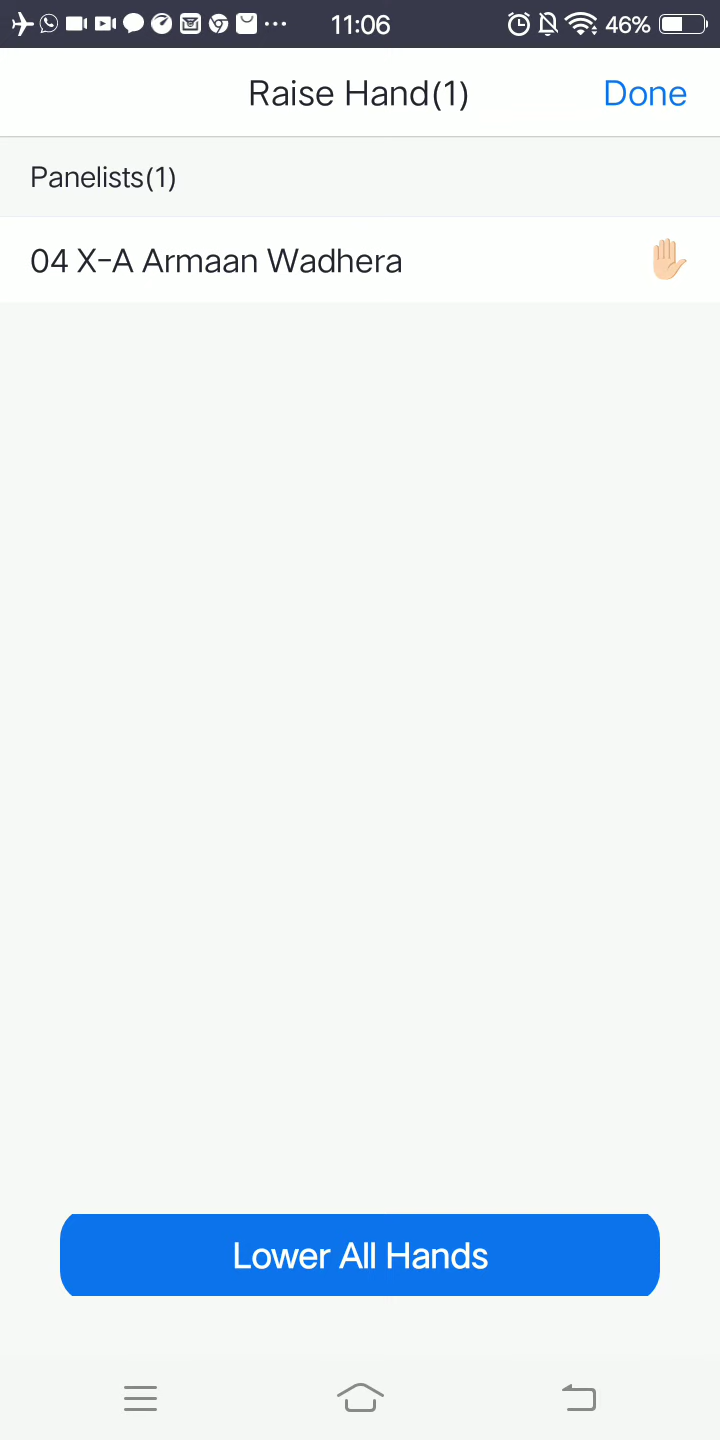 11:06 46%
Raise Hand(1) Done
Panelists(1)
04 X-A Armaan Wadhera
Lower All Hands